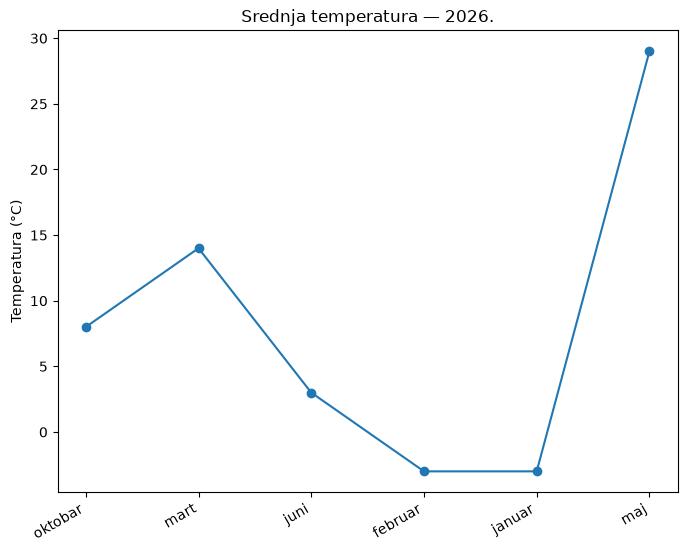 Srednja temperatura — 2026.
Temperatura (°C)
30
25
20
15
10
5
0
oktobar
mart
juni
februar
januar
maj